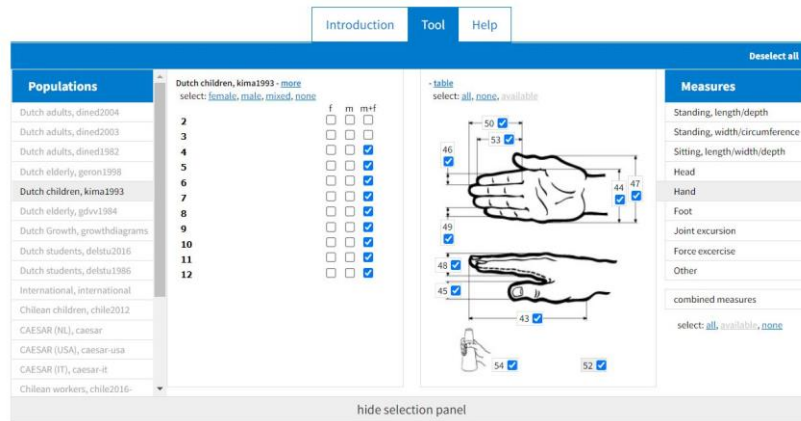 Introduction Tool Help
Deselect all
Populations
Dutch adults, dined2004
Dutch adults, dined2003
Dutch adults, dined1982
Dutch elderly, geron1998
Dutch children, kima1993
Dutch elderly, gdvv1984
Dutch Growth, growthdiagrams
Dutch students, delstu2016
Dutch students, delstu1986
International, international
Chilean children, chile2012
CAESAR (NL), caesar
CAESAR (USA), caesar-usa
CAESAR (IT), caesar-it
Chilean workers, chile2016-
Dutch children, kima1993 - more
select: female, male, mixed, none
f m m+f
2
3
4
5
6
7
8
9
10
11
12
- table
select: all, none, available
50
53
46
44 47
49
48
45
43
54 52
Measures
Standing, length/depth
Standing, width/circumference
Sitting, length/width/depth
Head
Hand
Foot
Joint excursion
Force excercise
Other
combined measures
select: all, available, none
hide selection panel